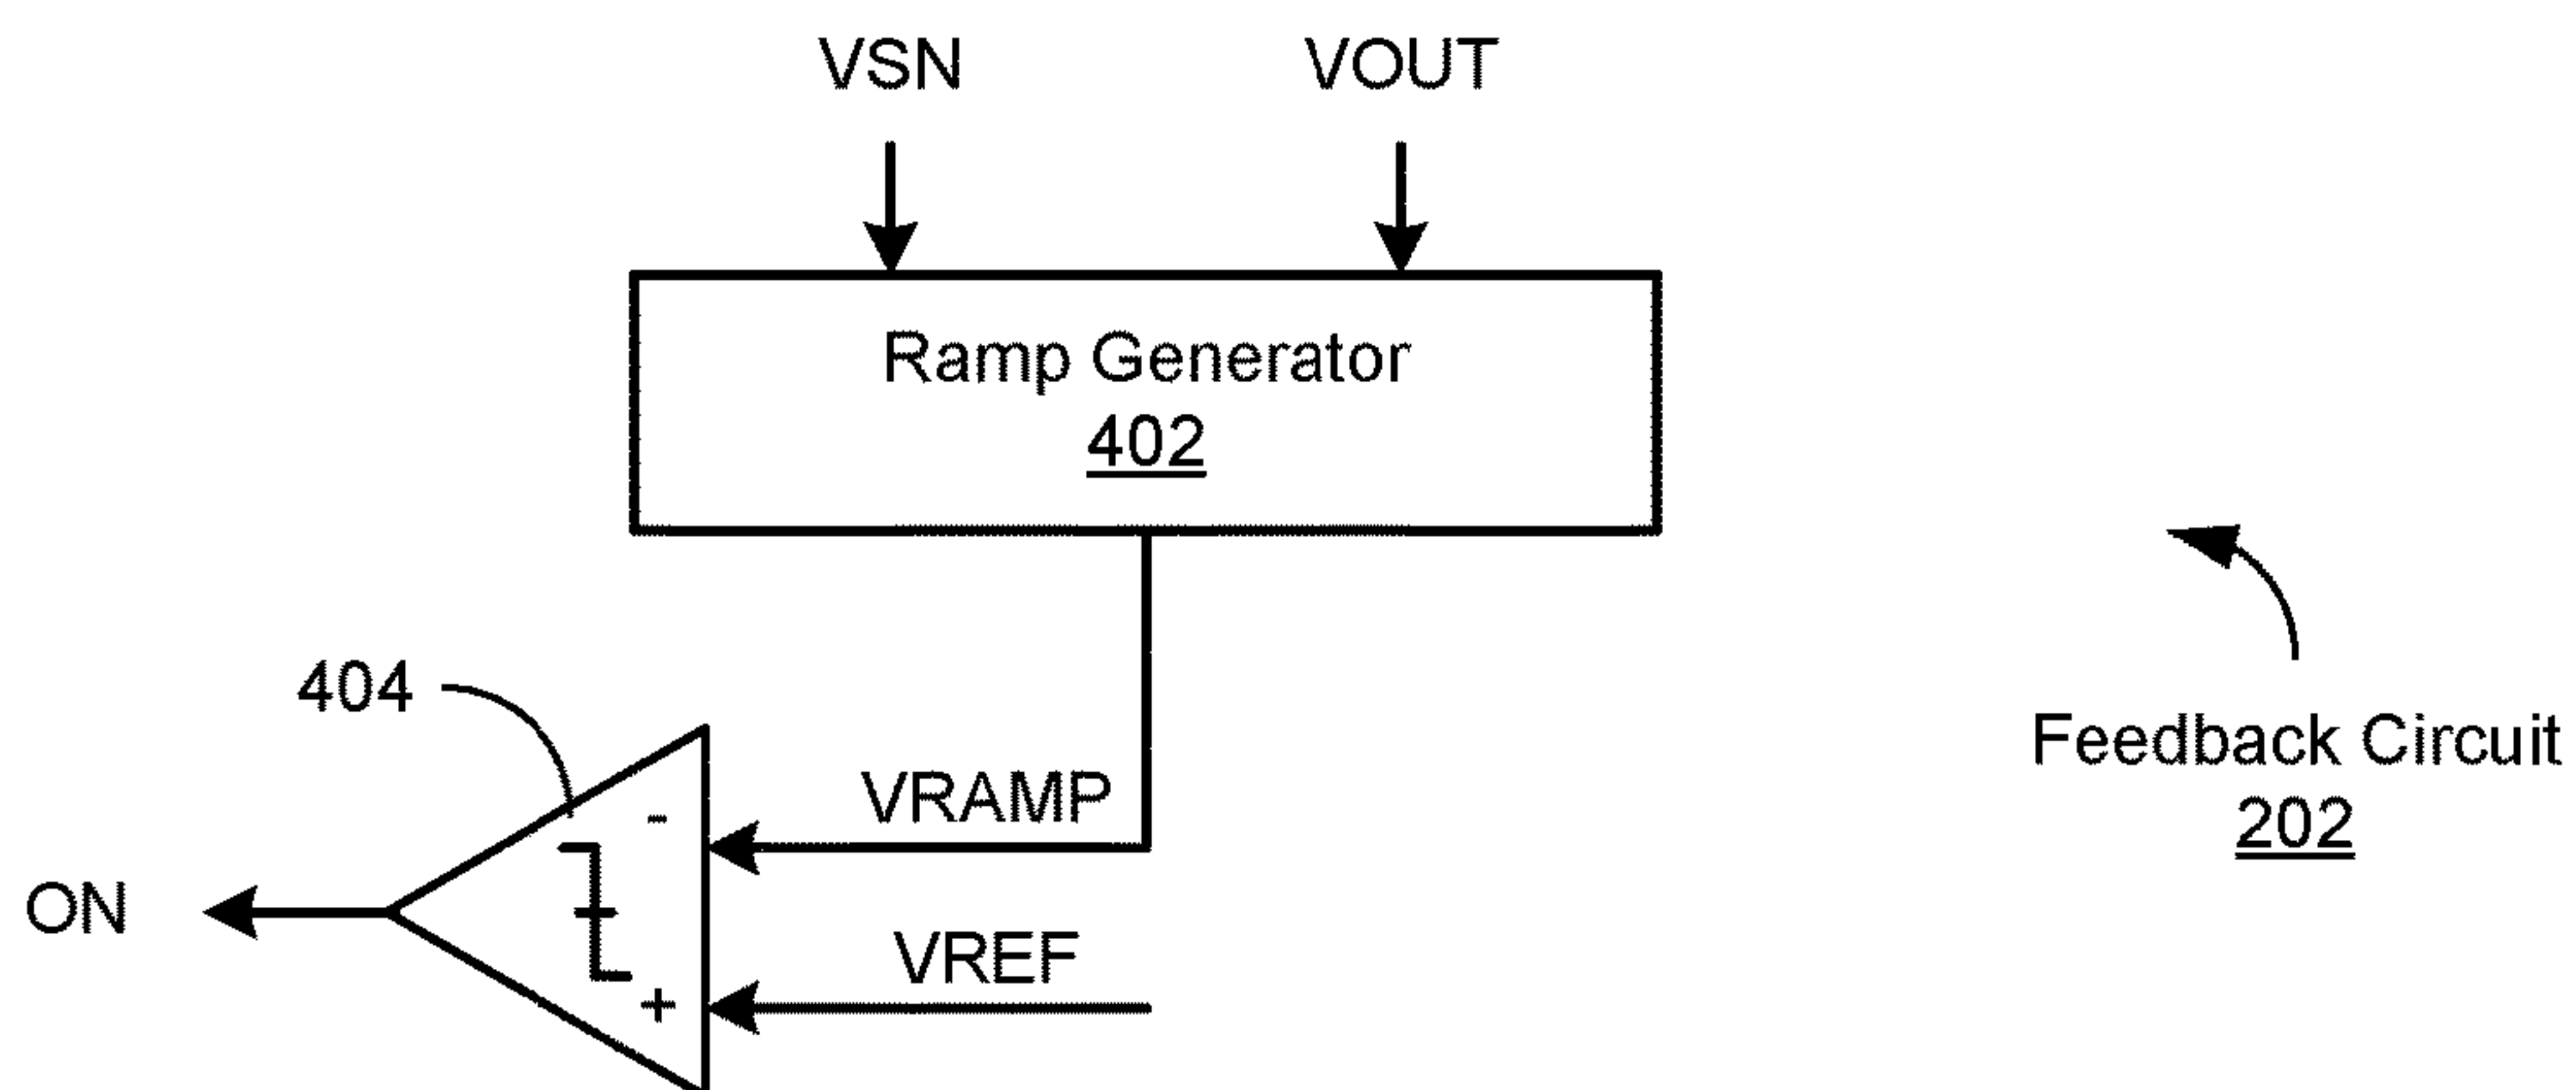 VSN
VOUT
Ramp Generator
402
404
VRAMP
-
Feedback Circuit
202
ON
VREF
+